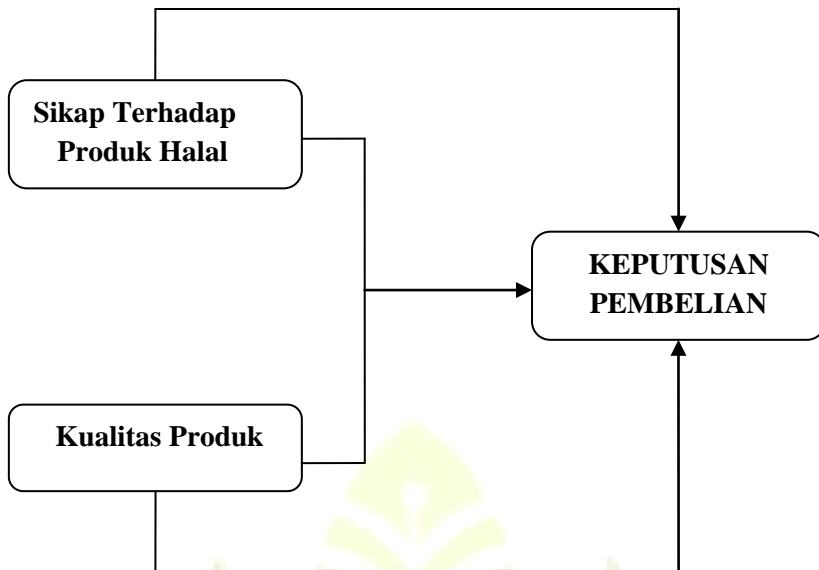 Sikap Terhadap
Produk Halal
KEPUTUSAN
PEMBELIAN
Kualitas Produk